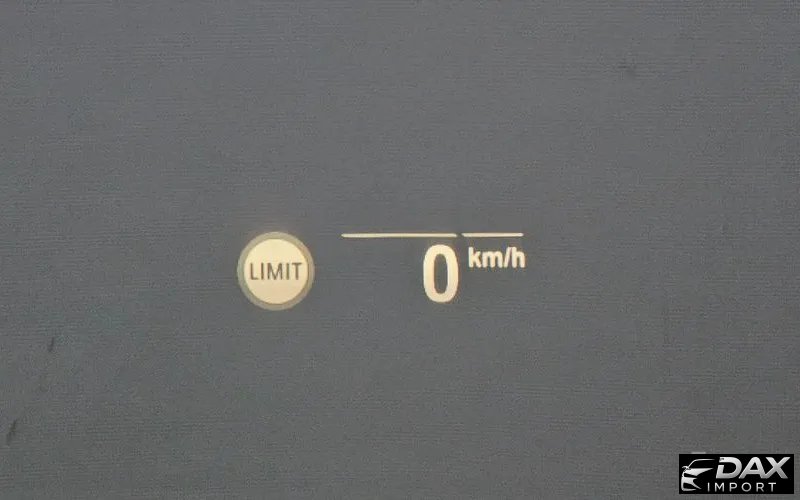 LIMIT
0 km/h
DAX
IMPORT